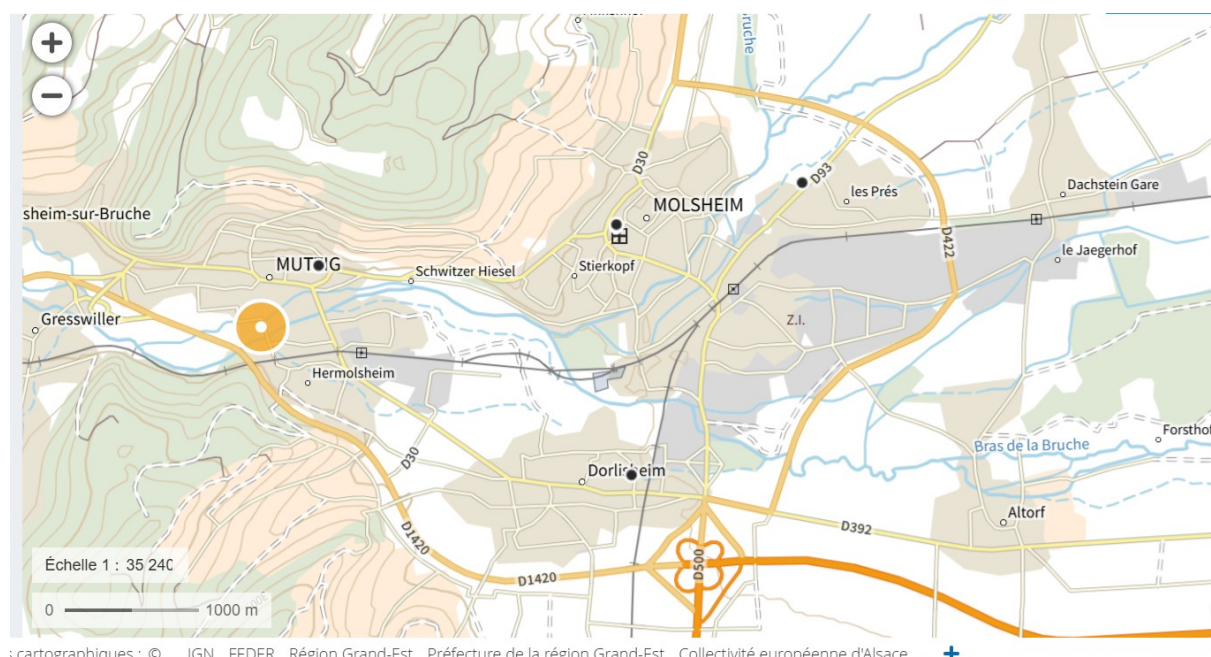 +
−
Bruche
D30
D93
les Prés
Dachstein Gare
MOLSHEIM
sheim-sur-Bruche
D422
le Jaegerhof
MUTZIG
Schwitzer Hiesel
Stierkopf
Gresswiller
Z.I.
Hermolsheim
Forsthof
Bras de la Bruche
D30
Dorlisheim
Altorf
D1420
D392
D500
D1420
Échelle 1 : 35 240
0 1000 m
s cartographiques : © IGN FEDER Région Grand-Est Préfecture de la région Grand-Est Collectivité européenne d'Alsace +